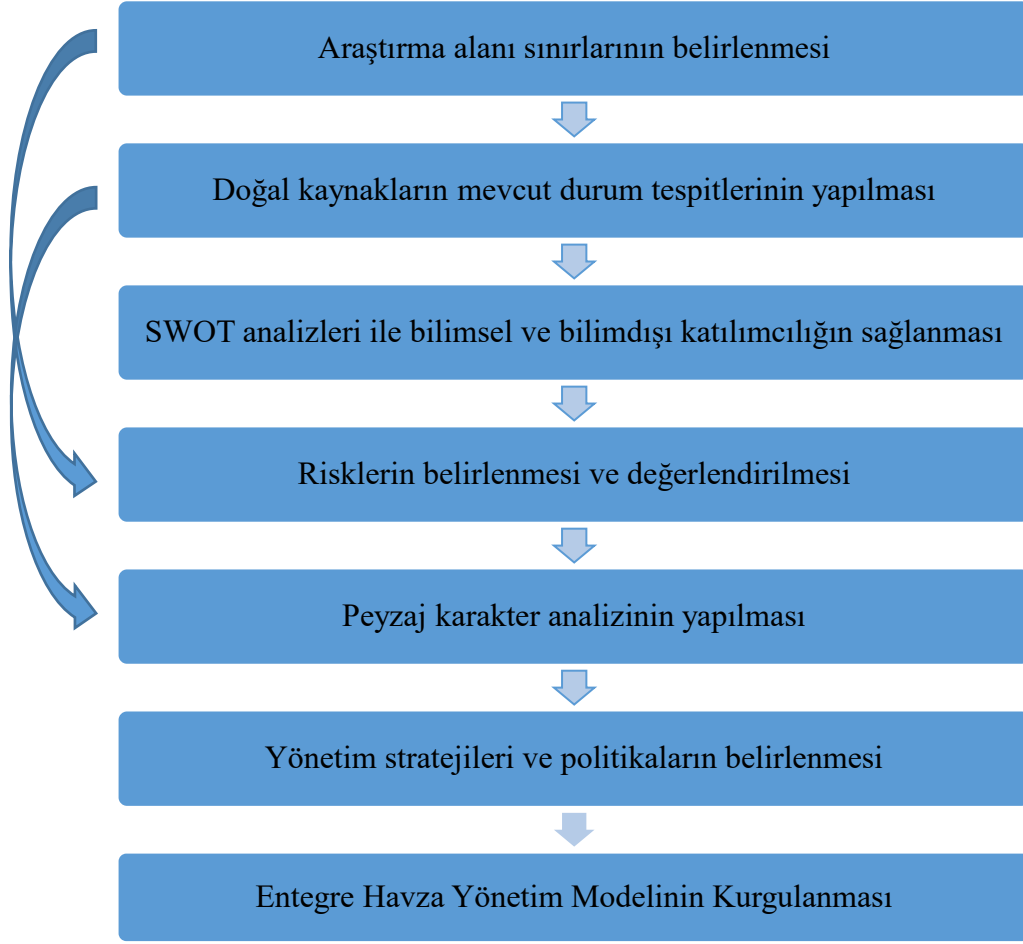 Araştırma alanı sınırlarının belirlenmesi
Doğal kaynakların mevcut durum tespitlerinin yapılması
SWOT analizleri ile bilimsel ve bilimdışı katılımcılığın sağlanması
Risklerin belirlenmesi ve değerlendirilmesi
Peyzaj karakter analizinin yapılması
Yönetim stratejileri ve politikaların belirlenmesi
Entegre Havza Yönetim Modelinin Kurgulanması